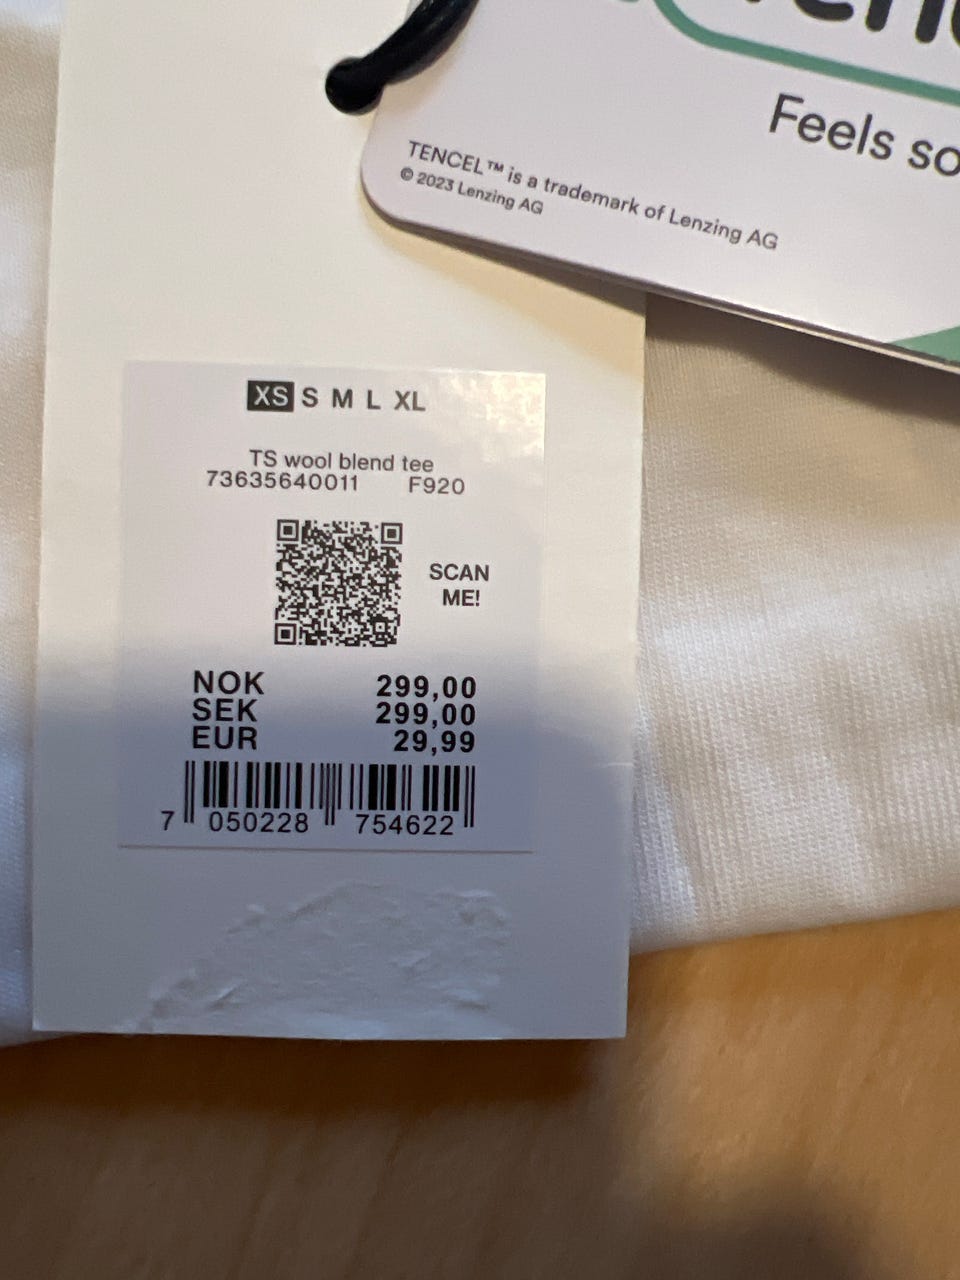 Feels so
TENCEL™ is a trademark of Lenzing AG
© 2023 Lenzing AG
XS S M L XL
TS wool blend tee
73635640011 F920
SCAN
ME!
NOK 299,00
SEK 299,00
EUR 29,99
7 050228 754622